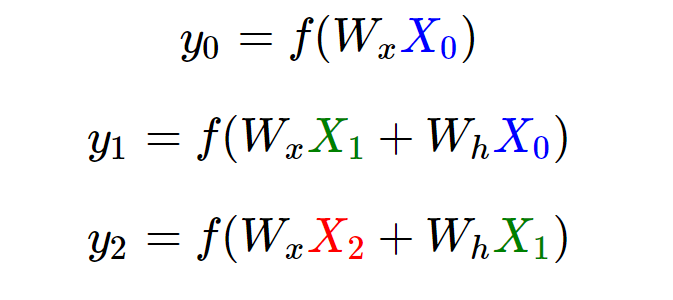 y₀ = f(WₓX₀)
y₁ = f(WₓX₁ + WₕX₀)
y₂ = f(WₓX₂ + WₕX₁)